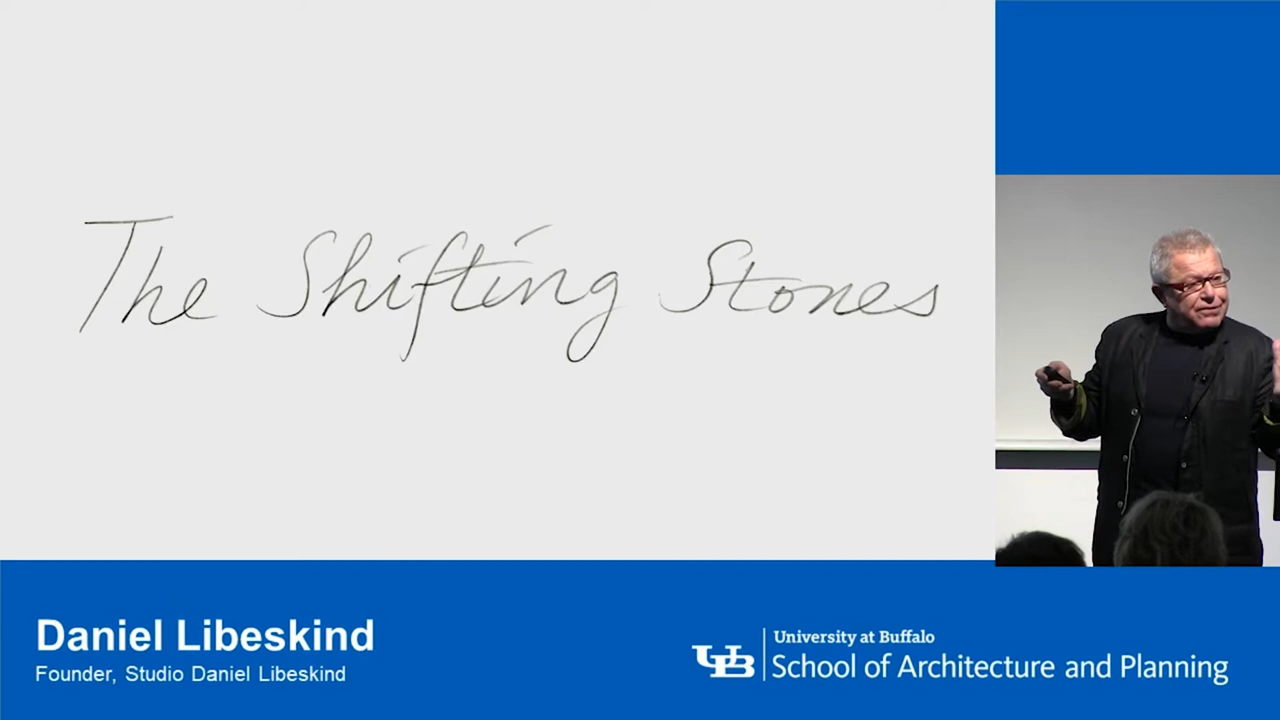 The Shifting Stones
Daniel Libeskind
Founder, Studio Daniel Libeskind
UB
University at Buffalo
School of Architecture and Planning